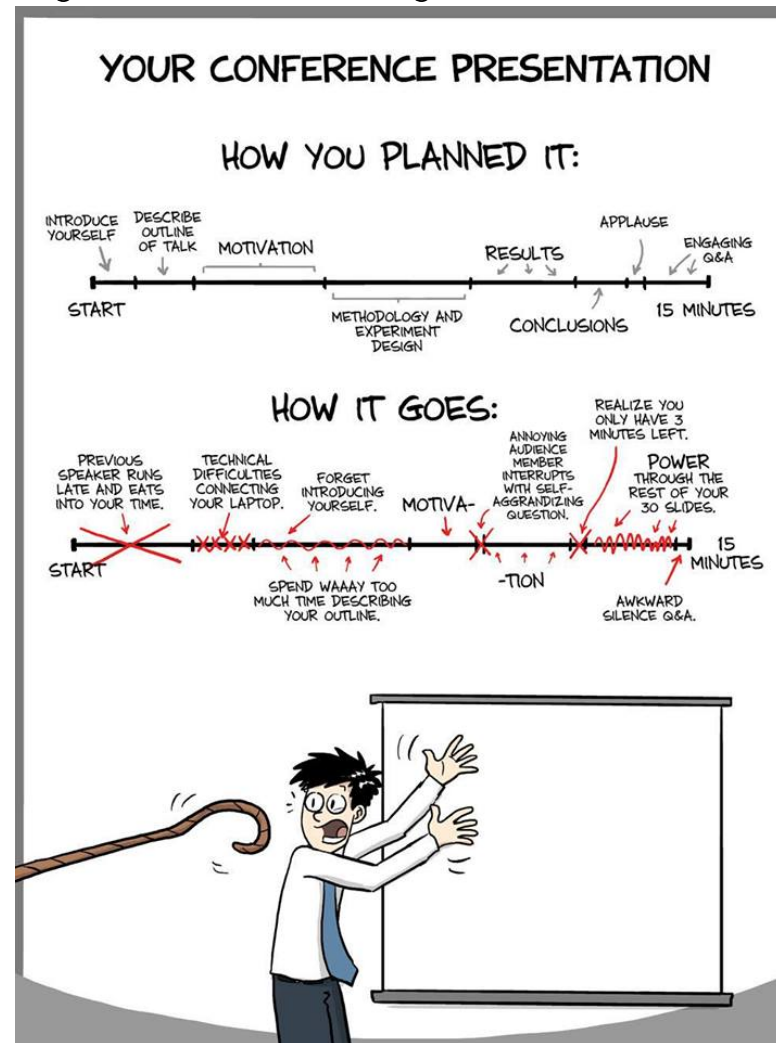 YOUR CONFERENCE PRESENTATION
HOW YOU PLANNED IT:
INTRODUCE
YOURSELF
DESCRIBE
OUTLINE
OF TALK
MOTIVATION
METHODOLOGY AND
EXPERIMENT
DESIGN
RESULTS
CONCLUSIONS
APPLAUSE
ENGAGING
Q&A
START
15 MINUTES
HOW IT GOES:
PREVIOUS
SPEAKER RUNS
LATE AND EATS
INTO YOUR TIME.
TECHNICAL
DIFFICULTIES
CONNECTING
YOUR LAPTOP.
FORGET
INTRODUCING
YOURSELF.
SPEND WAAAY TOO
MUCH TIME DESCRIBING
YOUR OUTLINE.
MOTIVA-
ANNOYING
AUDIENCE
MEMBER
INTERRUPTS
WITH SELF-
AGGRANDIZING
QUESTION.
-TION
REALIZE YOU
ONLY HAVE 3
MINUTES LEFT.
POWER
THROUGH THE
REST OF YOUR
30 SLIDES.
AWKWARD
SILENCE Q&A.
START
15
MINUTES